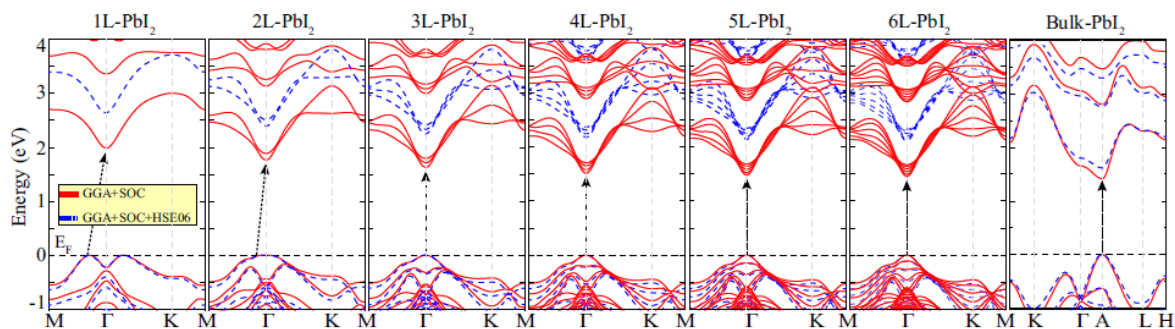 1L-PbI₂ 2L-PbI₂ 3L-PbI₂ 4L-PbI₂ 5L-PbI₂ 6L-PbI₂ Bulk-PbI₂
Energy (eV)
4
3
2
1
0
-1
GGA+SOC
GGA+SOC+HSE06
E_F
M Γ K M Γ K M Γ K M Γ K M Γ K M Γ K M K Γ A L H